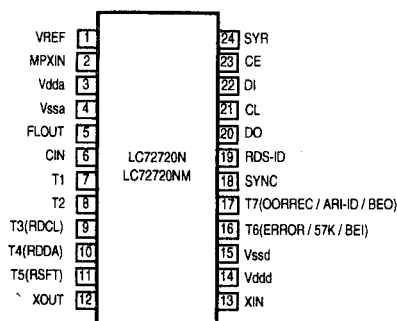 VREF 1
MPXIN 2
Vdda 3
Vssa 4
FLOUT 5
CIN 6
T1 7
T2 8
T3(RDCL) 9
T4(RDDA) 10
T5(RSFT) 11
XOUT 12
LC72720N
LC72720NM
24 SYR
23 CE
22 DI
21 CL
20 DO
19 RDS-ID
18 SYNC
17 T7(OORREC / ARI-ID / BEO)
16 T6(ERROR / 57K / BEI)
15 Vssd
14 Vddd
13 XIN